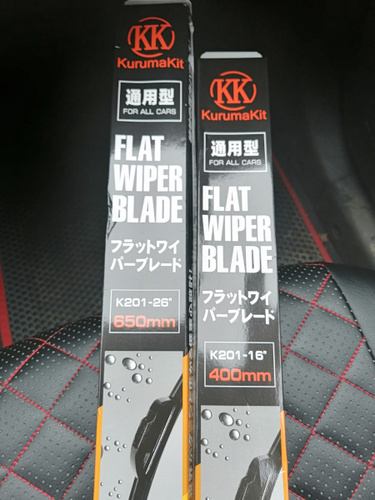 KK
KurumaKit
通用型
FOR ALL CARS
FLAT
WIPER
BLADE
フラットワイ
パーブレード
K201-26"
650mm
KK
KurumaKit
通用型
FOR ALL CARS
FLAT
WIPER
BLADE
フラットワイ
パーブレード
K201-16"
400mm